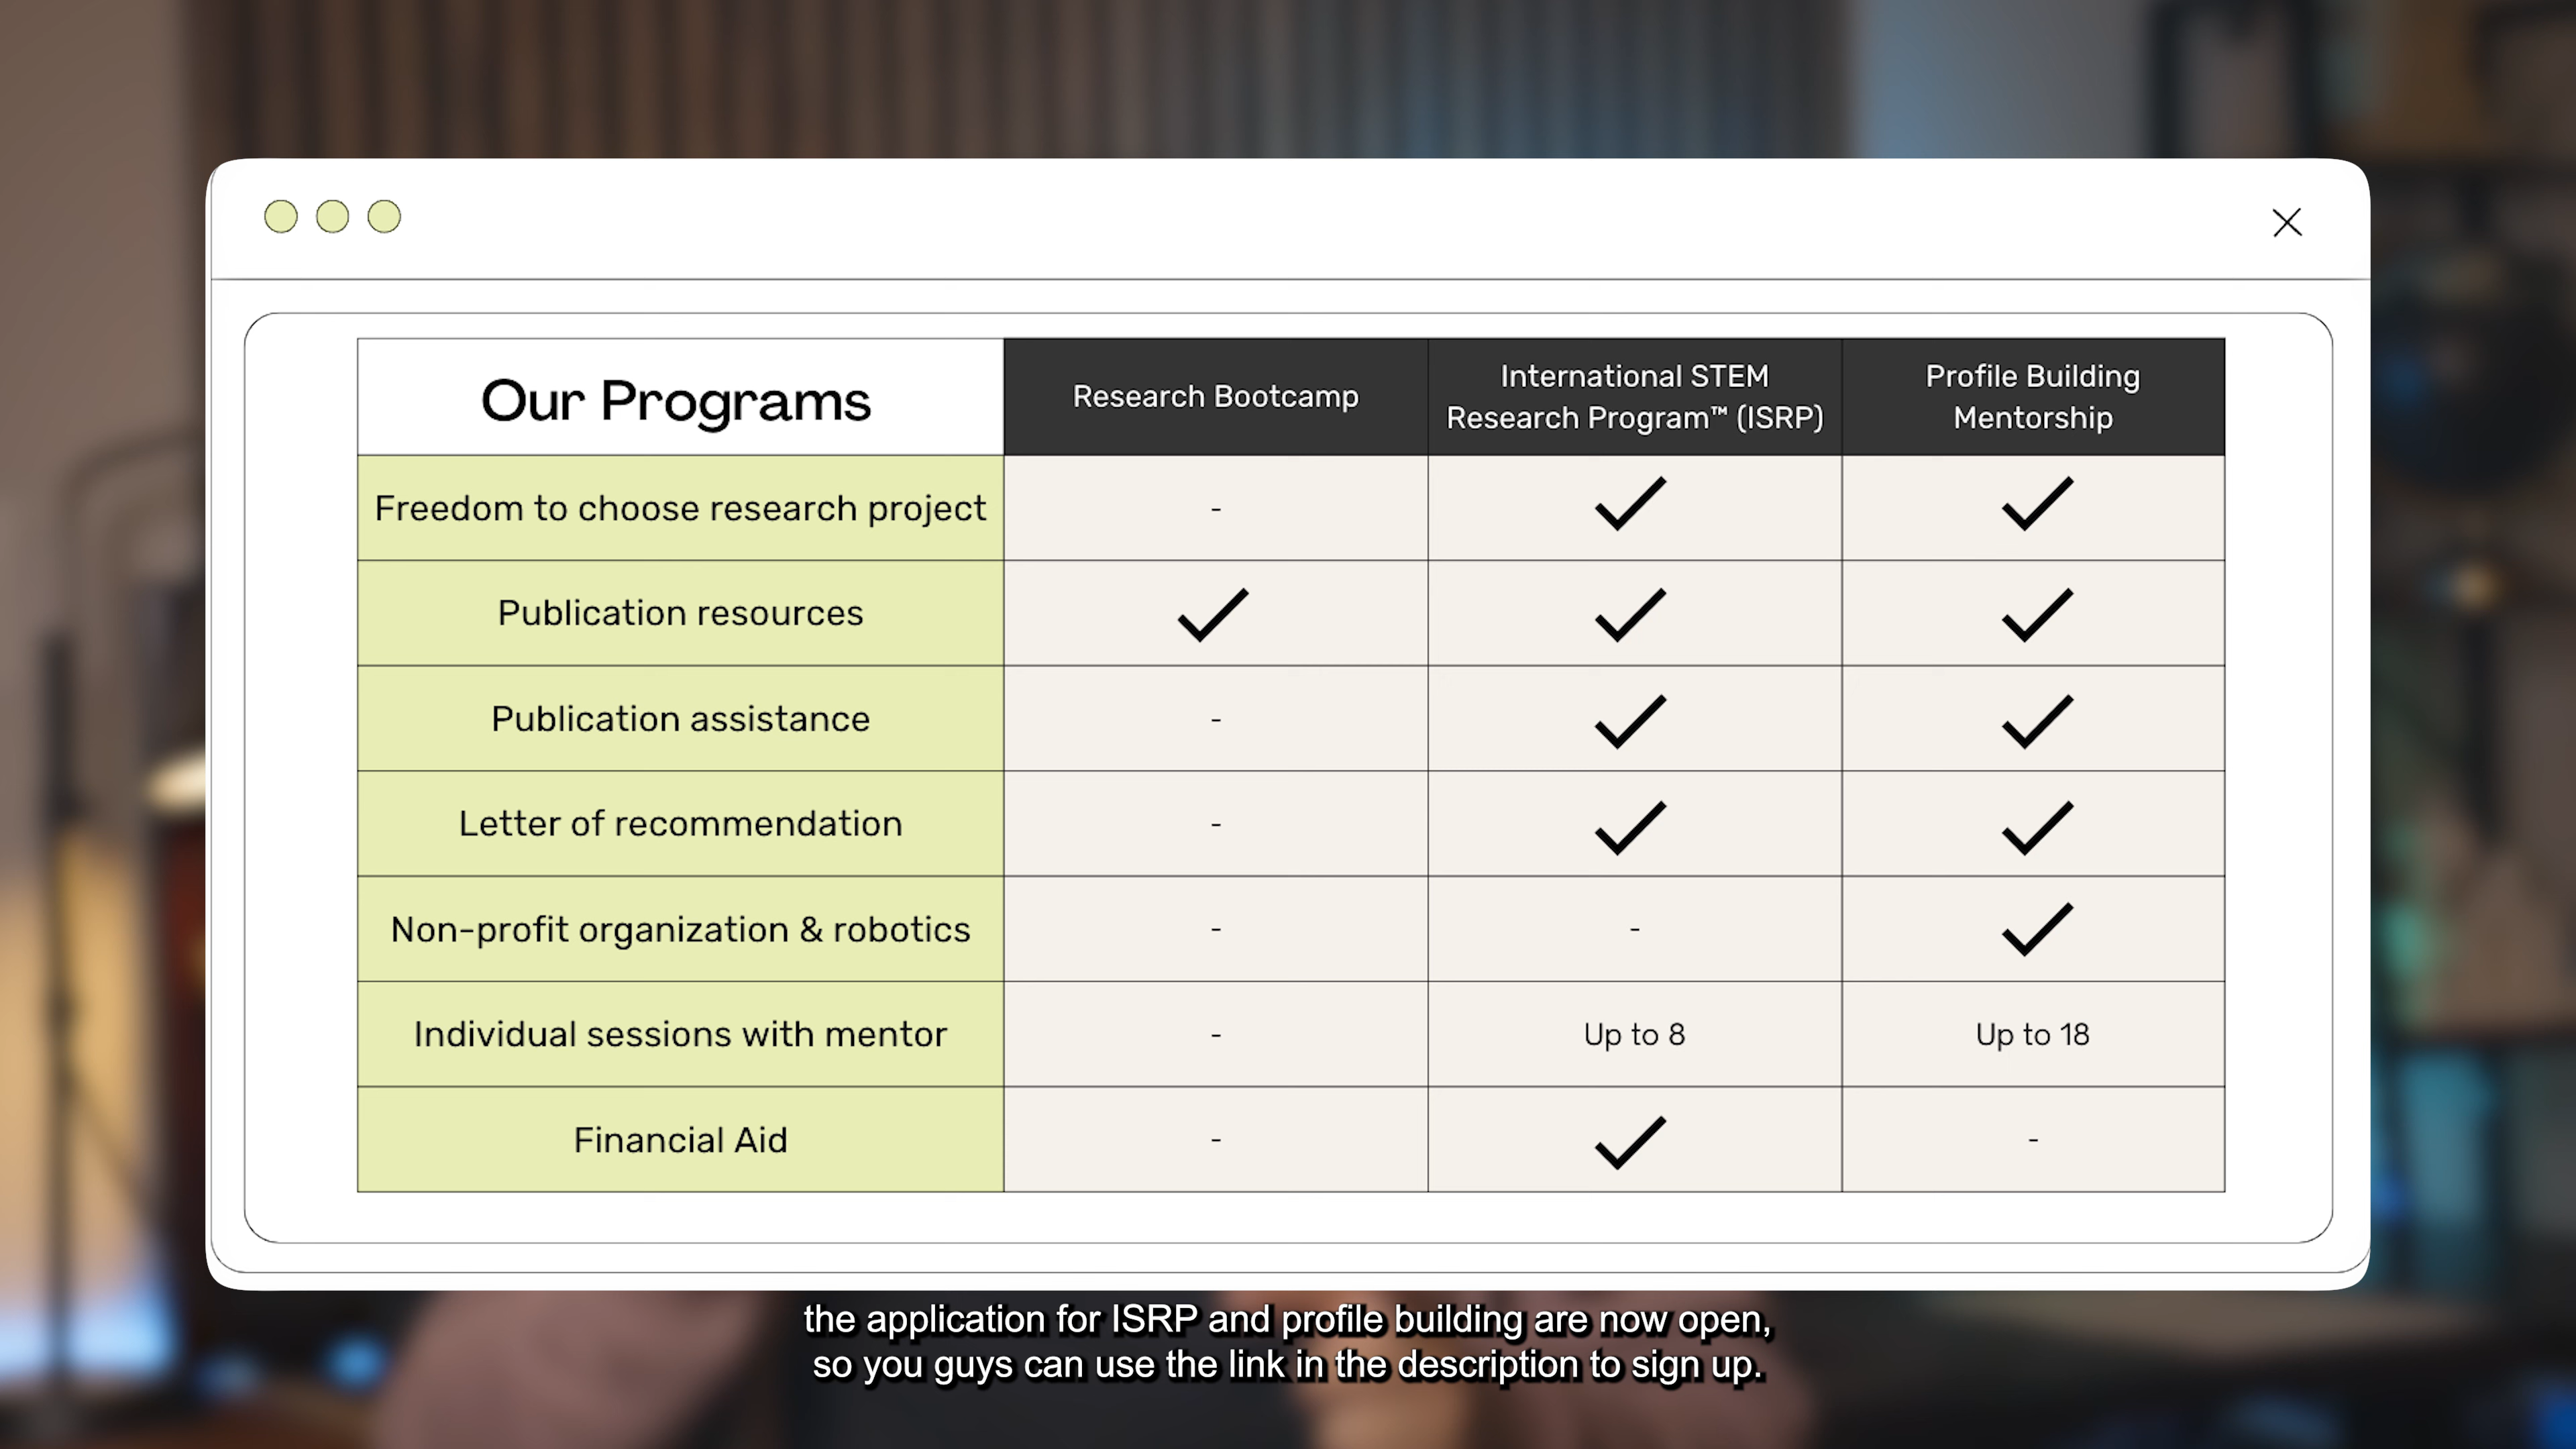 Our Programs
Research Bootcamp
International STEM
Research Program™ (ISRP)
Profile Building
Mentorship
Freedom to choose research project
-
Publication resources
Publication assistance
-
Letter of recommendation
-
Non-profit organization & robotics
-
-
Individual sessions with mentor
-
Up to 8
Up to 18
Financial Aid
-
-
the application for ISRP and profile building are now open,
so you guys can use the link in the description to sign up.